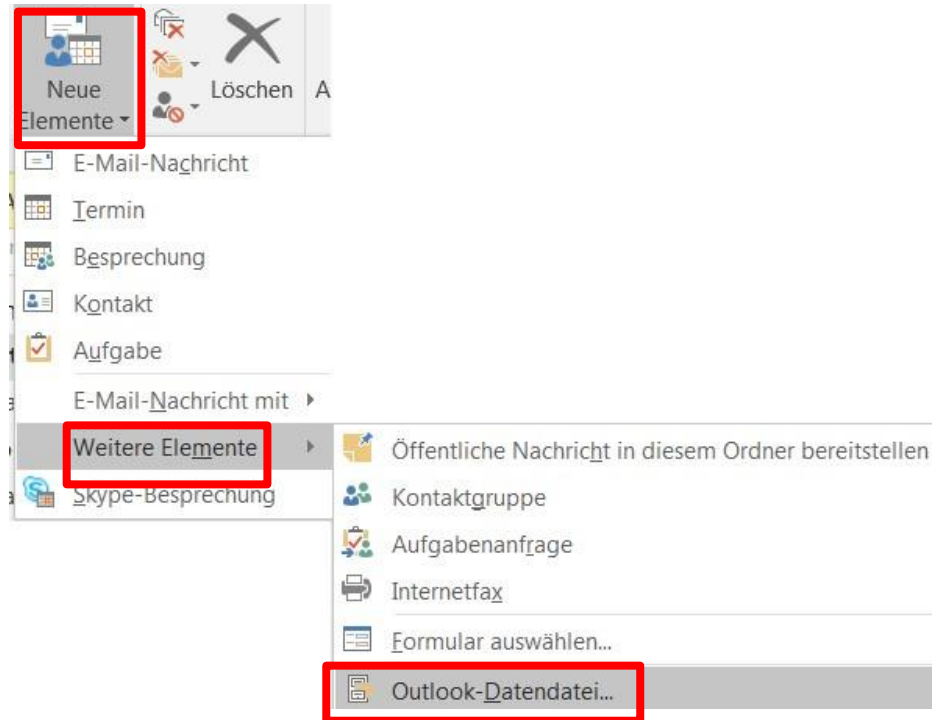 Neue
Elemente
Löschen
A
E-Mail-Nachricht
Termin
Besprechung
Kontakt
Aufgabe
E-Mail-Nachricht mit
Weitere Elemente
Skype-Besprechung
Öffentliche Nachricht in diesem Ordner bereitstellen
Kontaktgruppe
Aufgabenanfrage
Internetfax
Formular auswählen...
Outlook-Datendatei...